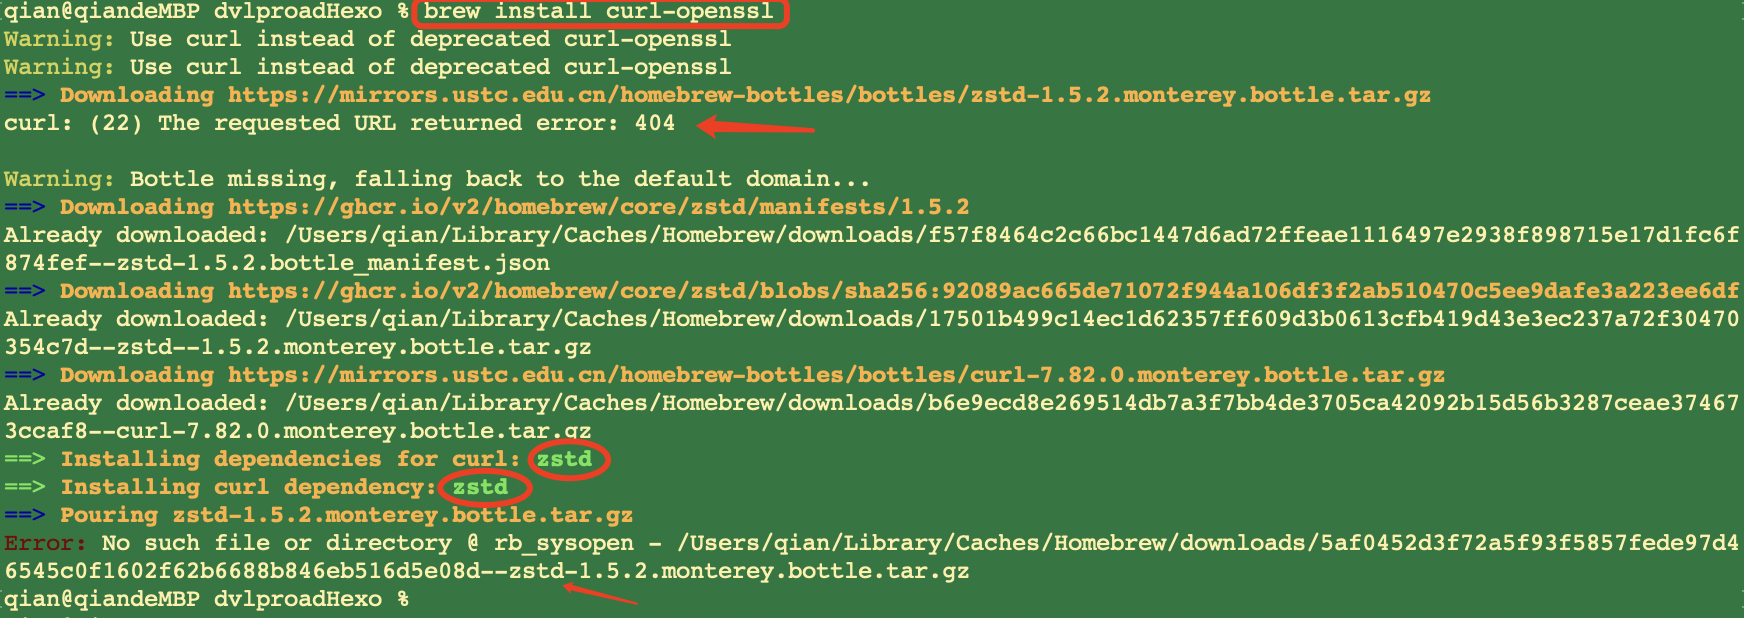 qian@qiandeMBP dvlproadHexo % brew install curl-openssl
Warning: Use curl instead of deprecated curl-openssl
Warning: Use curl instead of deprecated curl-openssl
==> Downloading https://mirrors.ustc.edu.cn/homebrew-bottles/bottles/zstd-1.5.2.monterey.bottle.tar.gz
curl: (22) The requested URL returned error: 404
Warning: Bottle missing, falling back to the default domain...
==> Downloading https://ghcr.io/v2/homebrew/core/zstd/manifests/1.5.2
Already downloaded: /Users/qian/Library/Caches/Homebrew/downloads/f57f8464c2c66bc1447d6ad72ffeae1116497e2938f898715e17d1fc6f
874fef--zstd-1.5.2.bottle_manifest.json
==> Downloading https://ghcr.io/v2/homebrew/core/zstd/blobs/sha256:92089ac665de71072f944a106df3f2ab510470c5ee9dafe3a223ee6df
Already downloaded: /Users/qian/Library/Caches/Homebrew/downloads/17501b499c14ec1d62357ff609d3b0613cfb419d43e3ec237a72f30470
354c7d--zstd--1.5.2.monterey.bottle.tar.gz
==> Downloading https://mirrors.ustc.edu.cn/homebrew-bottles/bottles/curl-7.82.0.monterey.bottle.tar.gz
Already downloaded: /Users/qian/Library/Caches/Homebrew/downloads/b6e9ecd8e269514db7a3f7bb4de3705ca42092b15d56b3287ceae37467
3ccaf8--curl-7.82.0.monterey.bottle.tar.gz
==> Installing dependencies for curl: zstd
==> Installing curl dependency: zstd
==> Pouring zstd-1.5.2.monterey.bottle.tar.gz
Error: No such file or directory @ rb_sysopen - /Users/qian/Library/Caches/Homebrew/downloads/5af0452d3f72a5f93f5857fede97d4
6545c0f1602f62b6688b846eb516d5e08d--zstd-1.5.2.monterey.bottle.tar.gz
qian@qiandeMBP dvlproadHexo %